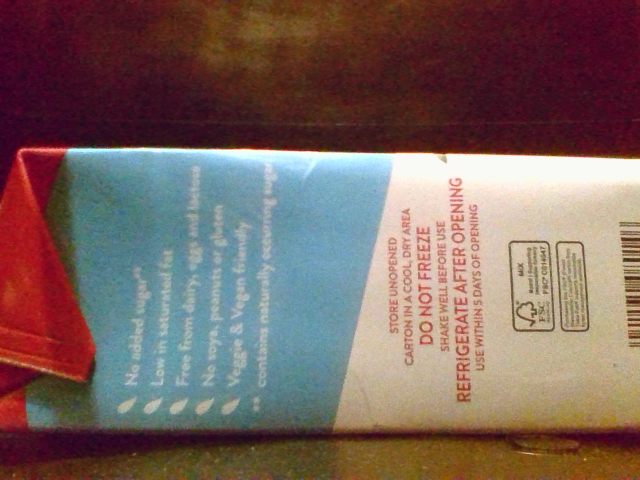 No added sugar**
Low in saturated fat
Free from dairy, eggs and lactose
No soya, peanuts or gluten
Veggie & Vegan friendly
** contains naturally occurring sugar
STORE UNOPENED
CARTON IN A COOL, DRY AREA
DO NOT FREEZE
SHAKE WELL BEFORE USE
REFRIGERATE AFTER OPENING
USE WITHIN 5 DAYS OF OPENING
FSC
MIX